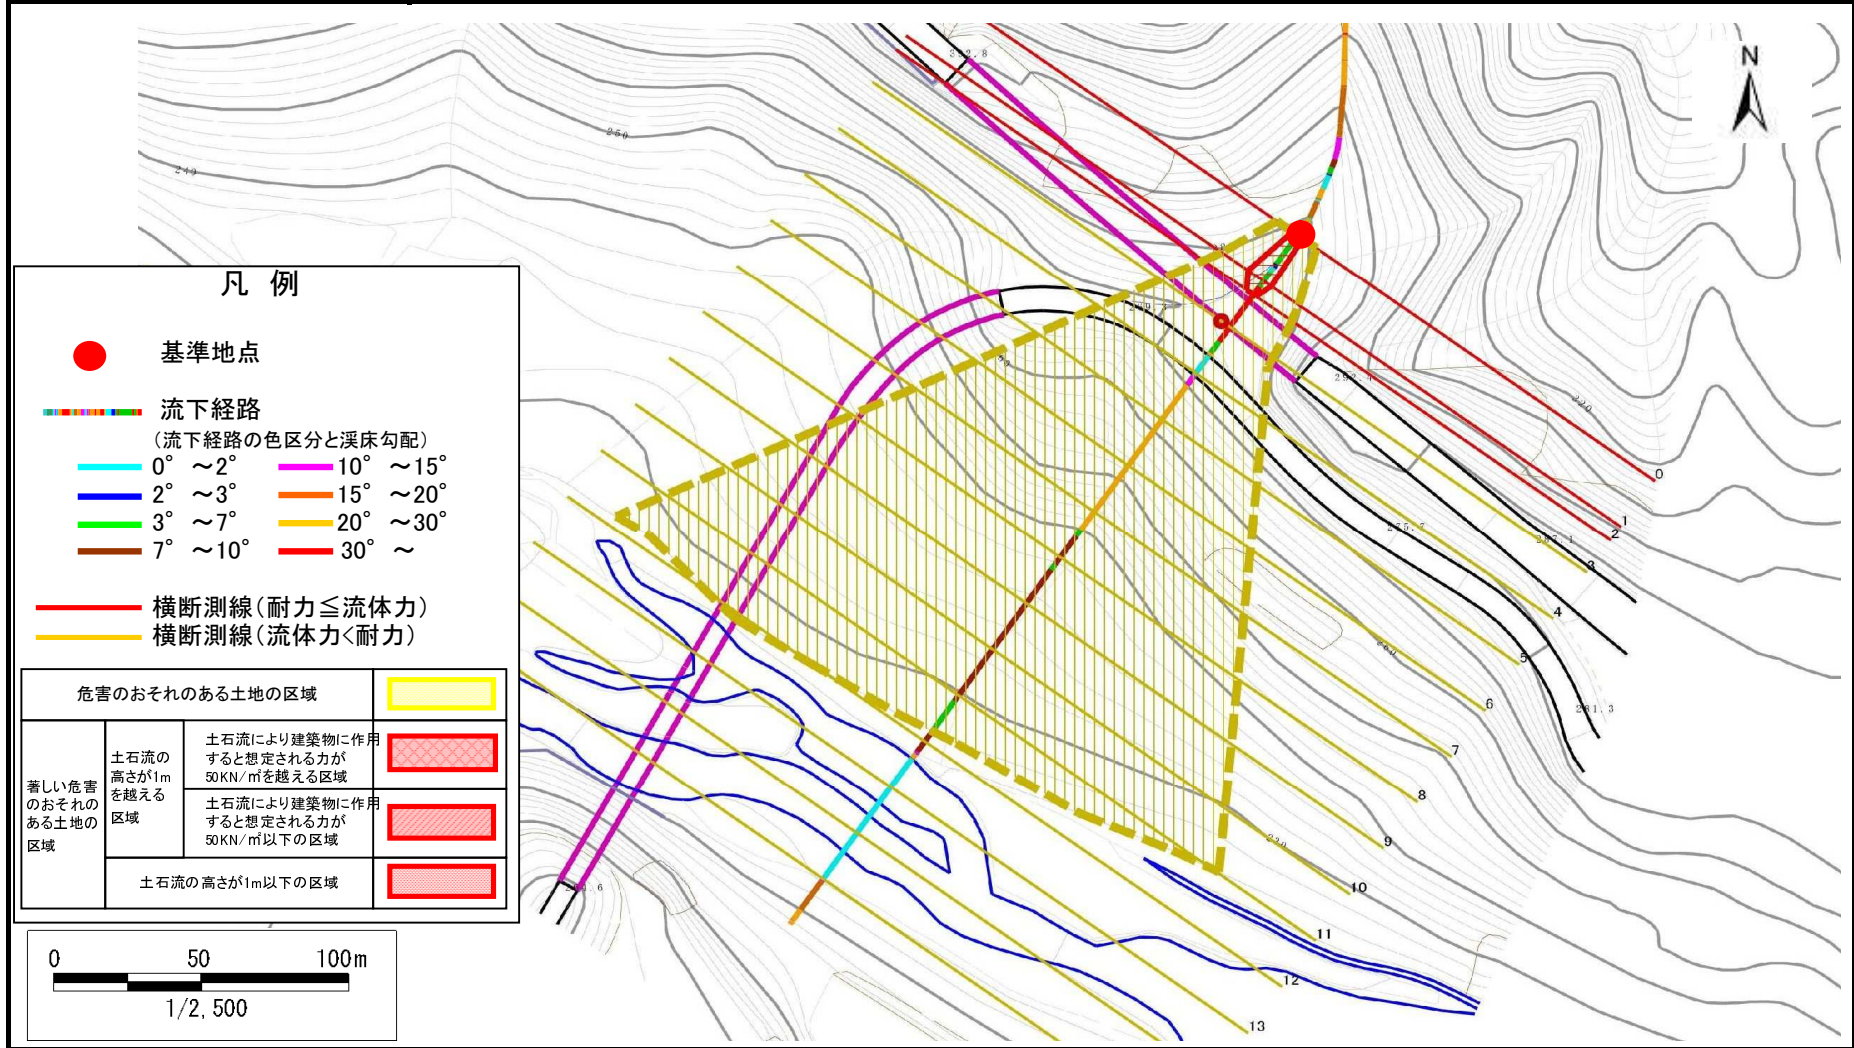 N
凡 例
基準地点
流下経路
(流下経路の色区分と渓床勾配)
0° ～2°
10° ～15°
2° ～3°
15° ～20°
3° ～7°
20° ～30°
7° ～10°
30° ～
横断測線(耐力≦流体力)
横断測線(流体力<耐力)
危害のおそれのある土地の区域
著しい危害
のおそれの
ある土地の
区域
土石流の
高さが1m
を越える
区域
土石流により建築物に作用
すると想定される力が
50KN/㎡を越える区域
土石流により建築物に作用
すると想定される力が
50KN/㎡以下の区域
土石流の高さが1m以下の区域
0 50 100m
1/2,500
250
240
220
275.7
0
1
2
3
4
5
6
7
8
9
10
11
12
13